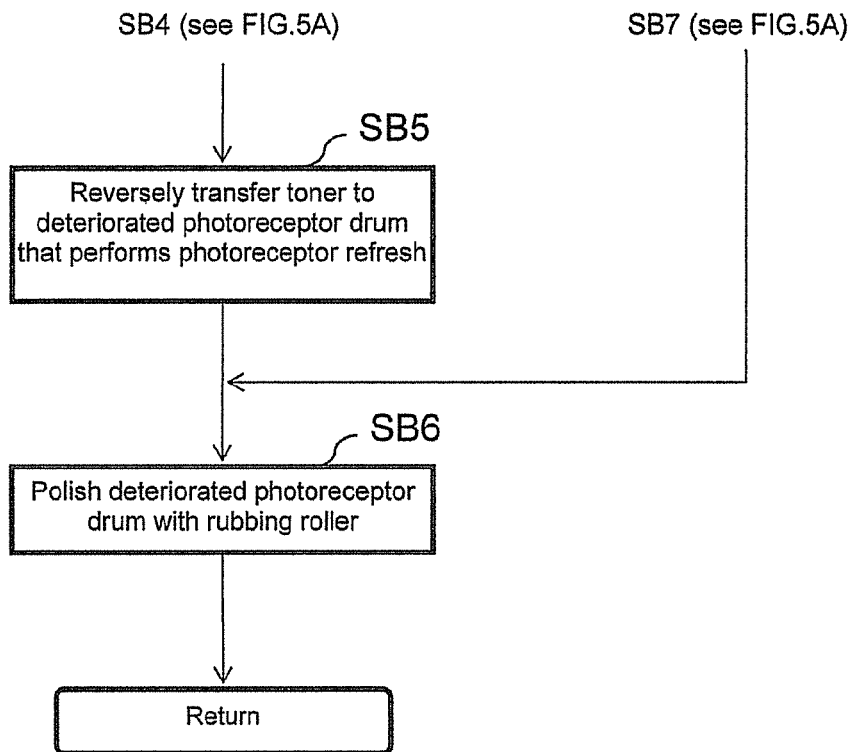 SB4 (see FIG.5A)
SB7 (see FIG.5A)
SB5
Reversely transfer toner to
deteriorated photoreceptor drum
that performs photoreceptor refresh
SB6
Polish deteriorated photoreceptor
drum with rubbing roller
Return